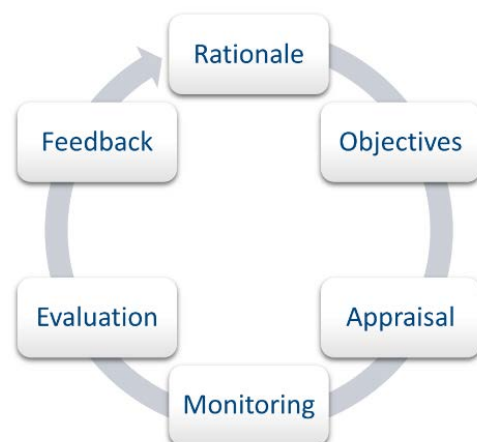 Rationale
Objectives
Appraisal
Monitoring
Evaluation
Feedback